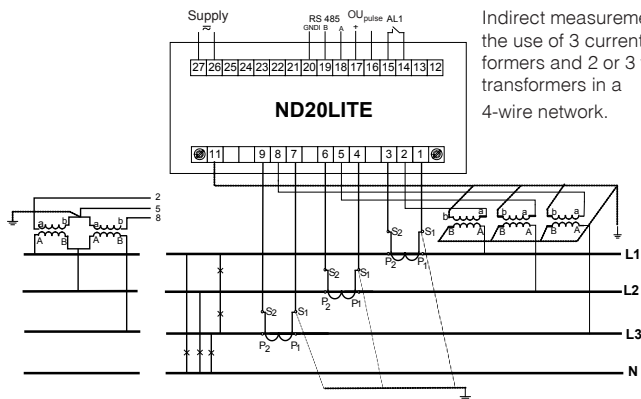 Supply
RS 485
OUpulse AL1
GNDI B A +
27 26 25 24 23 22 21 20 19 18 17 16 15 14 13 12
Indirect measureme
the use of 3 current
formers and 2 or 3
transformers in a
4-wire network.
ND20LITE
11 9 8 7 6 5 4 3 2 1
2
5
8
a b a b
A B A B
b a b a b a
B A B A B A
S2 S1
P2 P1
L1
S2 S1
P2 P1
L2
S2 S1
P2 P1
L3
N